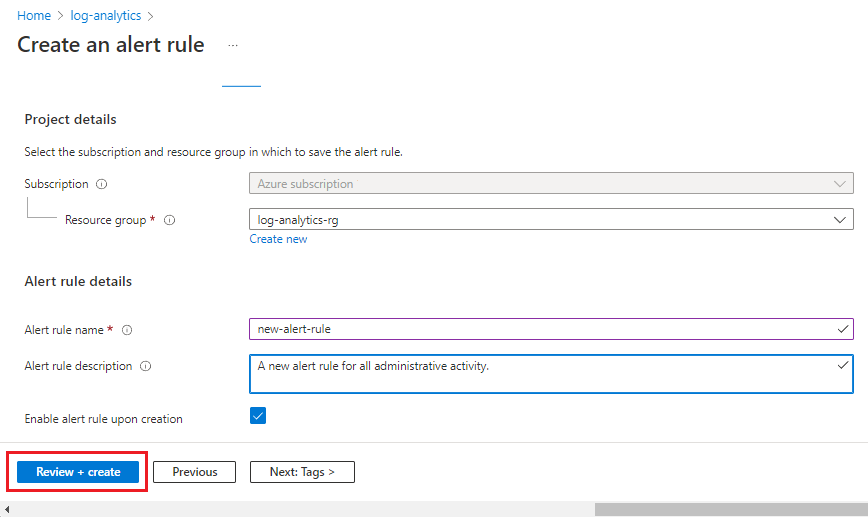 Home > log-analytics >
Create an alert rule ...
Project details
Select the subscription and resource group in which to save the alert rule.
Subscription
Azure subscription
Resource group *
log-analytics-rg
Create new
Alert rule details
Alert rule name *
new-alert-rule
Alert rule description
A new alert rule for all administrative activity.
Enable alert rule upon creation
Review + create
Previous
Next: Tags >